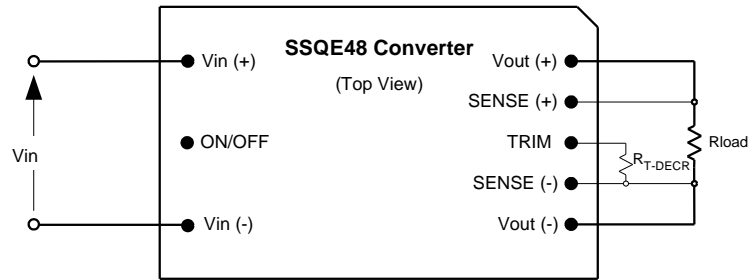 SSQE48 Converter
(Top View)
Vin (+)
Vout (+)
SENSE (+)
Vin
ON/OFF
TRIM
R_T-DECR
Rload
SENSE (-)
Vin (-)
Vout (-)